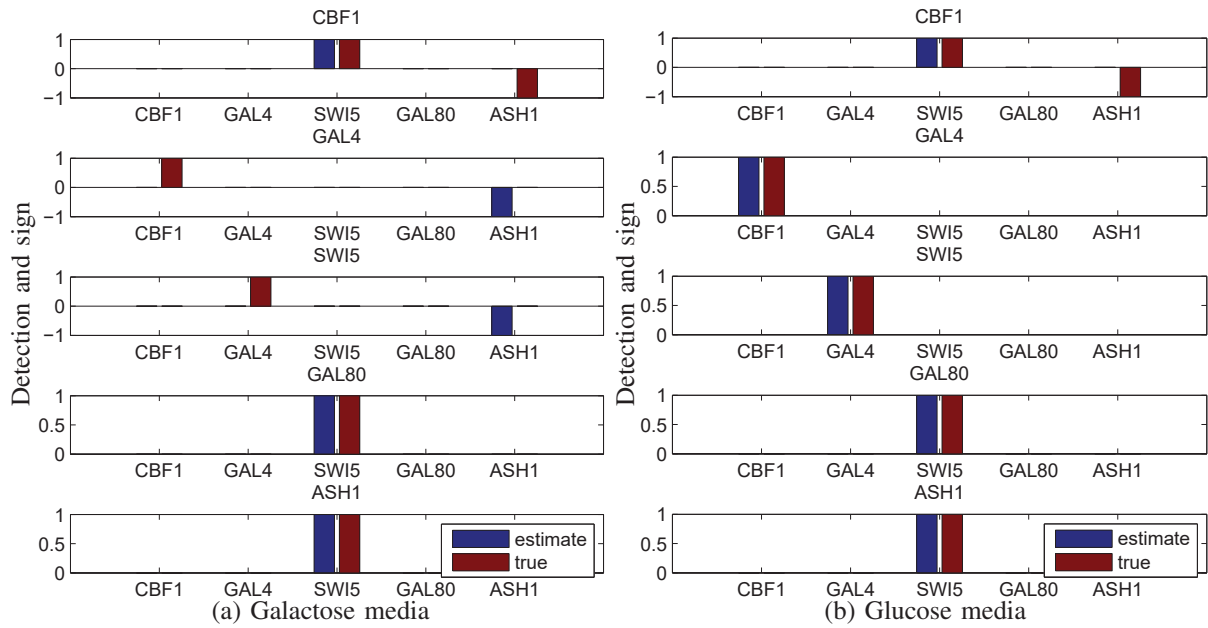 Detection and sign
CBF1
1
0
−1
CBF1 GAL4 SWI5 GAL80 ASH1
GAL4
1
0
−1
CBF1 GAL4 SWI5 GAL80 ASH1
SWI5
1
0
−1
CBF1 GAL4 SWI5 GAL80 ASH1
GAL80
1
0.5
0
CBF1 GAL4 SWI5 GAL80 ASH1
ASH1
1
0.5
0
estimate
true
CBF1 GAL4 SWI5 GAL80 ASH1
(a) Galactose media
Detection and sign
CBF1
1
0
−1
CBF1 GAL4 SWI5 GAL80 ASH1
GAL4
1
0.5
0
CBF1 GAL4 SWI5 GAL80 ASH1
SWI5
1
0.5
0
CBF1 GAL4 SWI5 GAL80 ASH1
GAL80
1
0.5
0
CBF1 GAL4 SWI5 GAL80 ASH1
ASH1
1
0.5
0
estimate
true
CBF1 GAL4 SWI5 GAL80 ASH1
(b) Glucose media